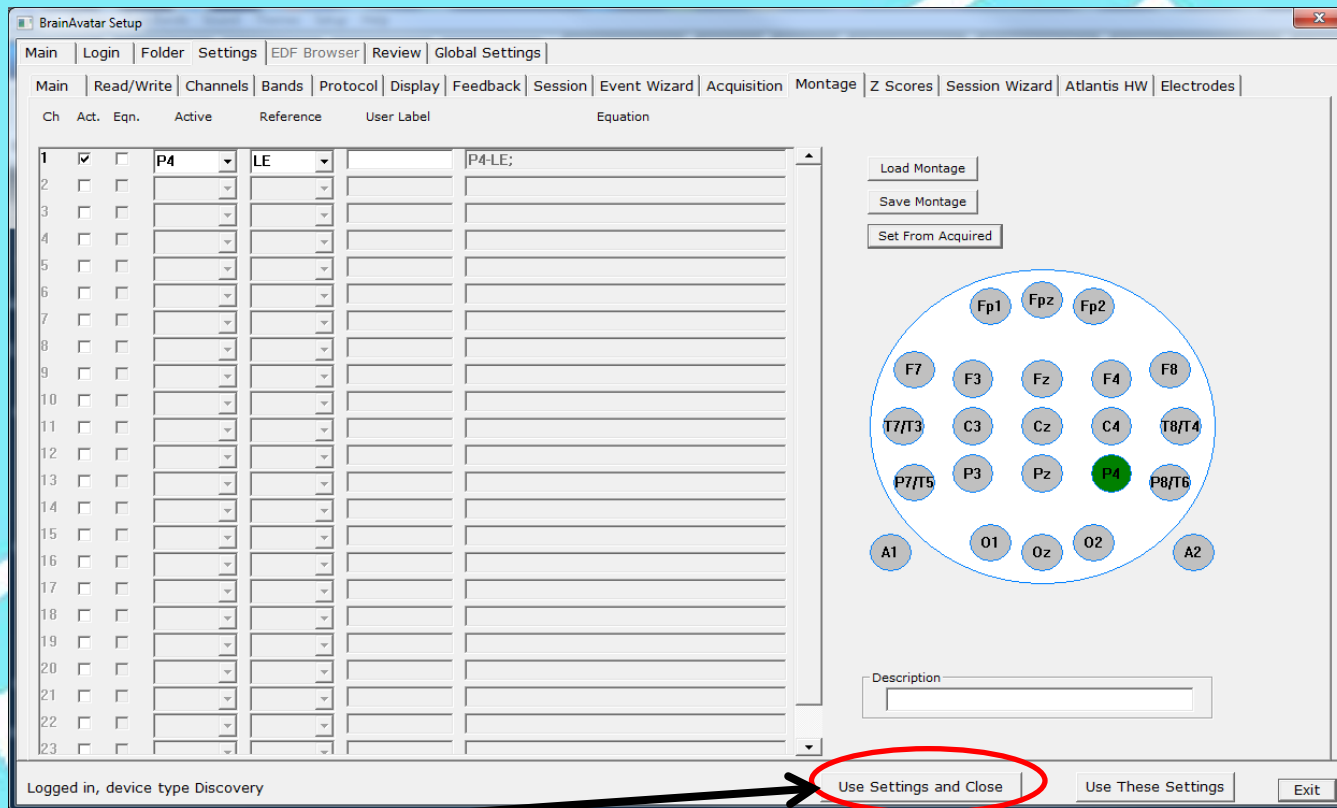 BrainAvatar Setup
Main Login Folder Settings EDF Browser Review Global Settings
Main Read/Write Channels Bands Protocol Display Feedback Session Event Wizard Acquisition Montage Z Scores Session Wizard Atlantis HW Electrodes
Ch Act. Eqn. Active Reference User Label Equation
1 P4 LE P4-LE;
2
3
4
5
6
7
8
9
10
11
12
13
14
15
16
17
18
19
20
21
22
23
Load Montage
Save Montage
Set From Acquired
Fp1 Fpz Fp2
F7 F3 Fz F4 F8
T7/T3 C3 Cz C4 T8/T4
P7/T5 P3 Pz P4 P8/T6
A1 O1 Oz O2 A2
Description
Logged in, device type Discovery
Use Settings and Close Use These Settings Exit